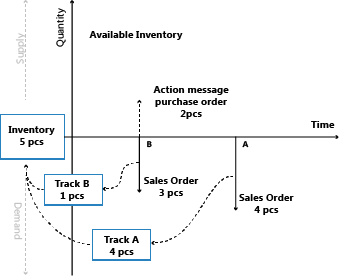 Quantity
Supply
Available Inventory
Action message
purchase order
2pcs
Time
Inventory
5 pcs
B
A
Track B
1 pcs
Sales Order
3 pcs
Sales Order
4 pcs
Demand
Track A
4 pcs